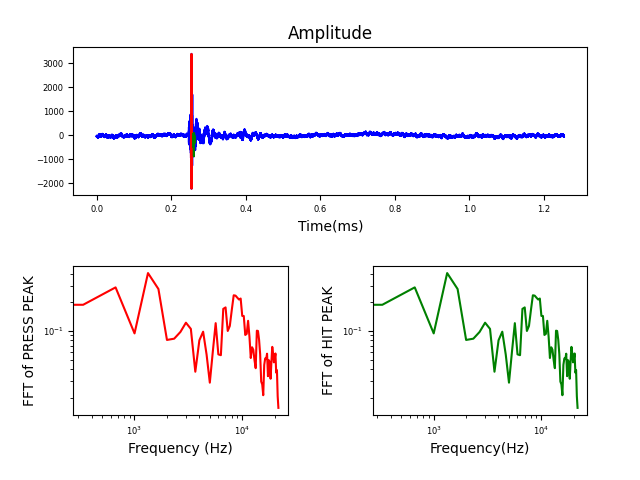 Amplitude
3000
2000
1000
0
−1000
−2000
0.0 0.2 0.4 0.6 0.8 1.0 1.2
Time(ms)
FFT of PRESS PEAK
10⁻¹
10³ 10⁴
Frequency (Hz)
FFT of HIT PEAK
10⁻¹
10³ 10⁴
Frequency(Hz)